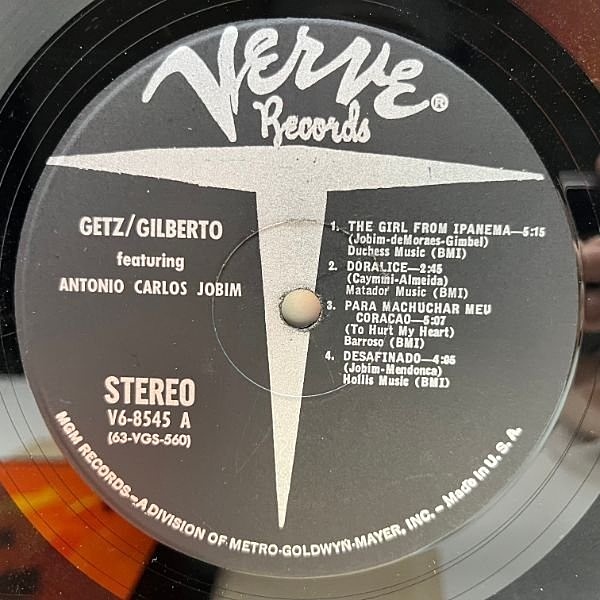 VERVE®
Records
GETZ/GILBERTO
featuring
ANTONIO CARLOS JOBIM
STEREO
V6-8545 A
(63-VGS-560)
1. THE GIRL FROM IPANEMA—5:15
(Jobim-deMoraes-Gimbel)
Duchess Music (BMI)
2. DORALICE—2:45
(Caymmi-Almeida)
Matador Music (BMI)
3. PARA MACHUCHAR MEU
CORACAO—5:07
(To Hurt My Heart)
Barroso (BMI)
4. DESAFINADO—4:05
(Jobim-Mendonca)
Hollis Music (BMI)
MGM RECORDS—A DIVISION OF METRO-GOLDWYN-MAYER, INC.—Made in U. S. A.